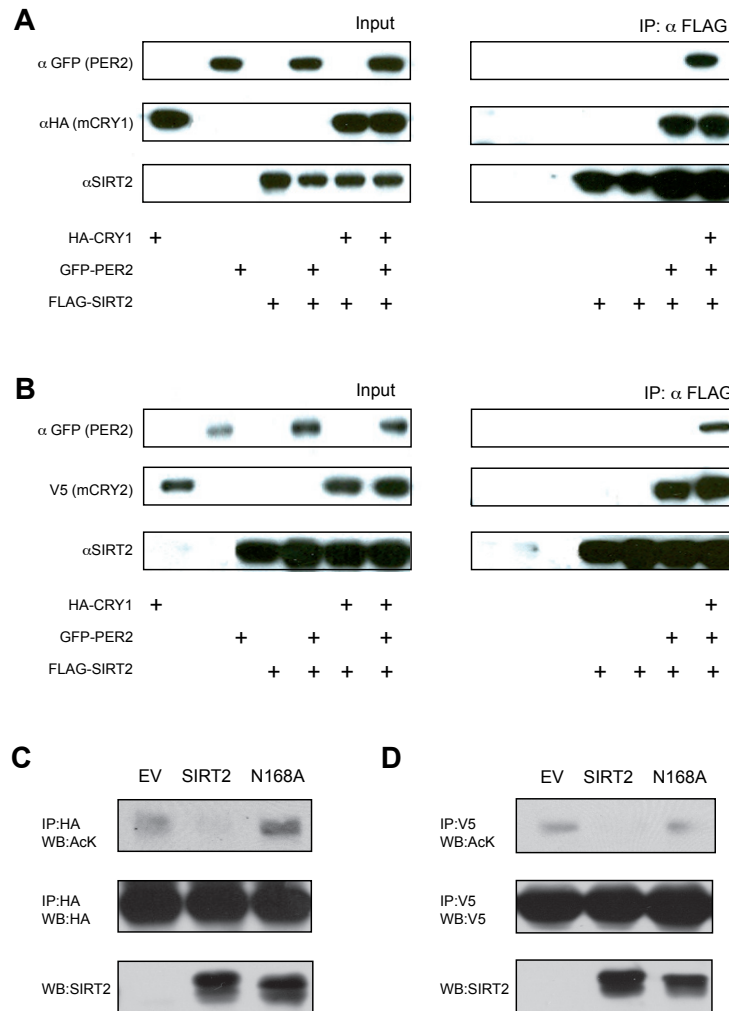 A
Input
IP: α FLAG
α GFP (PER2)
αHA (mCRY1)
αSIRT2
HA-CRY1 + + + +
GFP-PER2 + + + + +
FLAG-SIRT2 + + + + + + + +
B
Input
IP: α FLAG
α GFP (PER2)
V5 (mCRY2)
αSIRT2
HA-CRY1 + + + +
GFP-PER2 + + + + +
FLAG-SIRT2 + + + + + + + +
C
EV SIRT2 N168A
IP:HA
WB:AcK
IP:HA
WB:HA
WB:SIRT2
D
EV SIRT2 N168A
IP:V5
WB:AcK
IP:V5
WB:V5
WB:SIRT2